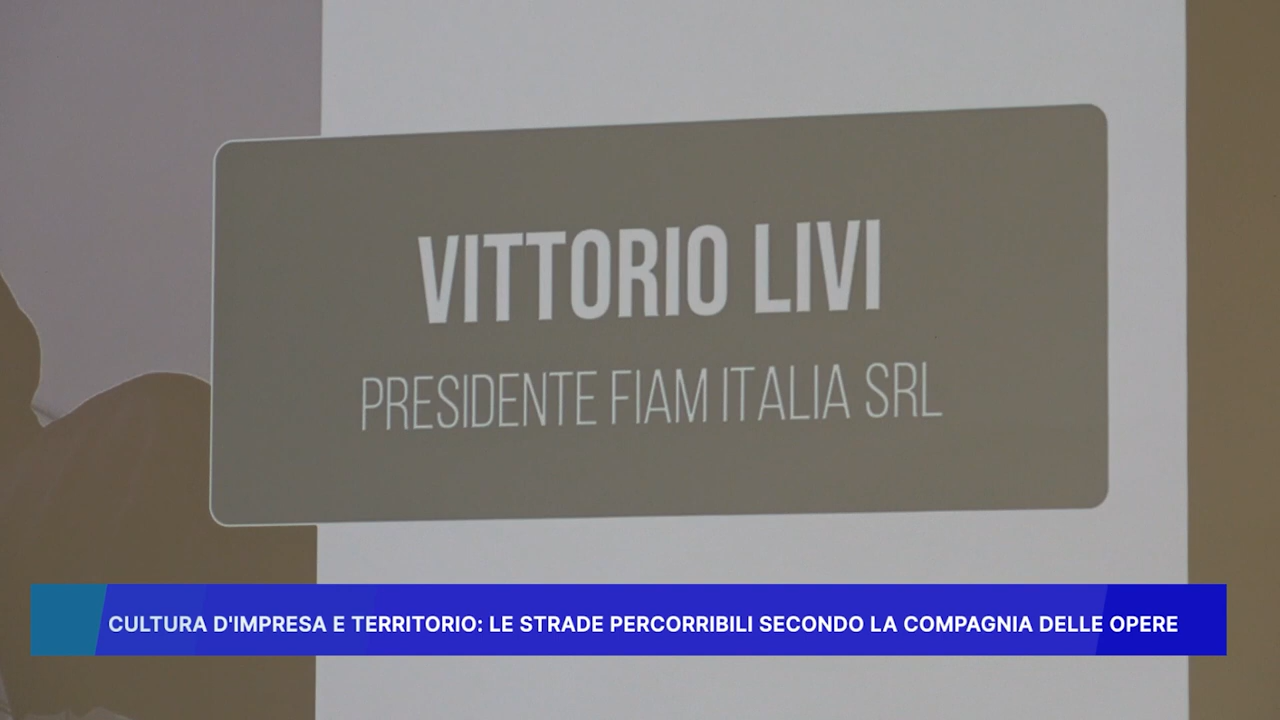 VITTORIO LIVI
PRESIDENTE FIAM ITALIA SRL
CULTURA D'IMPRESA E TERRITORIO: LE STRADE PERCORRIBILI SECONDO LA COMPAGNIA DELLE OPERE